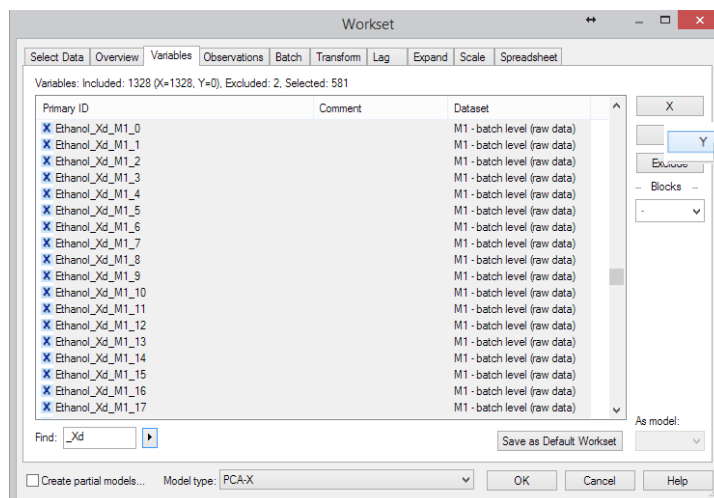 Workset
Select Data Overview Variables Observations Batch Transform Lag Expand Scale Spreadsheet
Variables: Included: 1328 (X=1328, Y=0), Excluded: 2, Selected: 581
Primary ID Comment Dataset
X Ethanol_Xd_M1_0 M1 - batch level (raw data)
X Ethanol_Xd_M1_1 M1 - batch level (raw data)
X Ethanol_Xd_M1_2 M1 - batch level (raw data)
X Ethanol_Xd_M1_3 M1 - batch level (raw data)
X Ethanol_Xd_M1_4 M1 - batch level (raw data)
X Ethanol_Xd_M1_5 M1 - batch level (raw data)
X Ethanol_Xd_M1_6 M1 - batch level (raw data)
X Ethanol_Xd_M1_7 M1 - batch level (raw data)
X Ethanol_Xd_M1_8 M1 - batch level (raw data)
X Ethanol_Xd_M1_9 M1 - batch level (raw data)
X Ethanol_Xd_M1_10 M1 - batch level (raw data)
X Ethanol_Xd_M1_11 M1 - batch level (raw data)
X Ethanol_Xd_M1_12 M1 - batch level (raw data)
X Ethanol_Xd_M1_13 M1 - batch level (raw data)
X Ethanol_Xd_M1_14 M1 - batch level (raw data)
X Ethanol_Xd_M1_15 M1 - batch level (raw data)
X Ethanol_Xd_M1_16 M1 - batch level (raw data)
X Ethanol_Xd_M1_17 M1 - batch level (raw data)
X
Y
Exclude
Blocks
-
As model:
Find: _Xd
Save as Default Workset
Create partial models... Model type: PCA-X OK Cancel Help